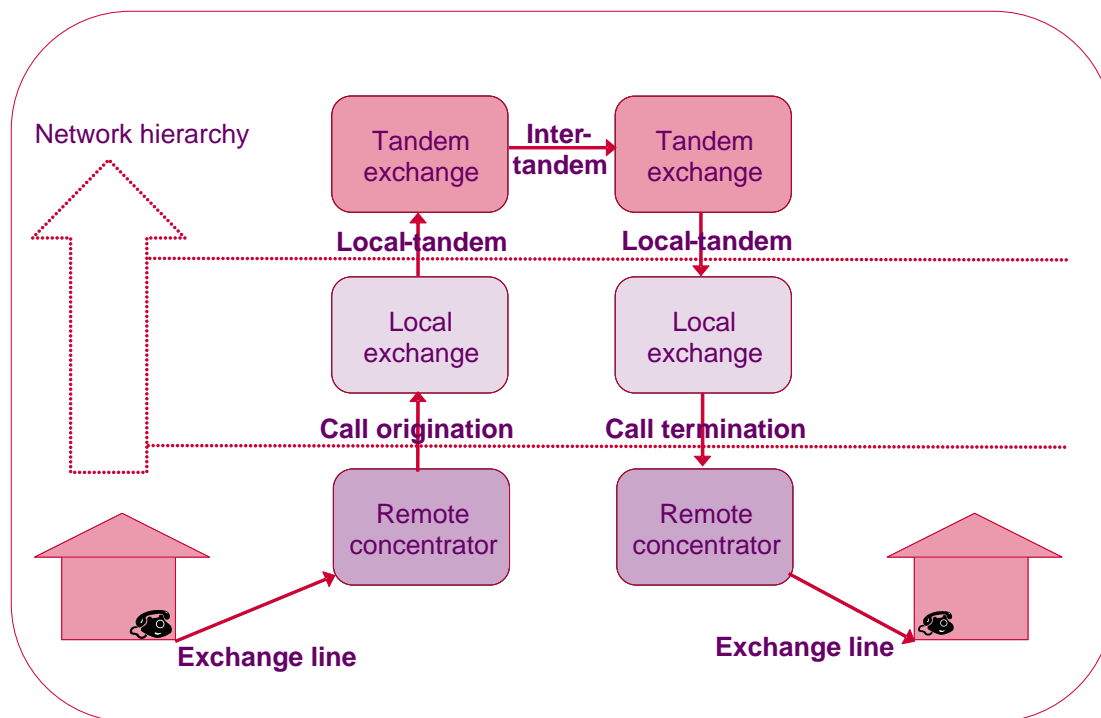 Network hierarchy
Tandem
exchange
Inter-
tandem
Tandem
exchange
Local-tandem
Local-tandem
Local
exchange
Local
exchange
Call origination
Call termination
Remote
concentrator
Remote
concentrator
Exchange line
Exchange line